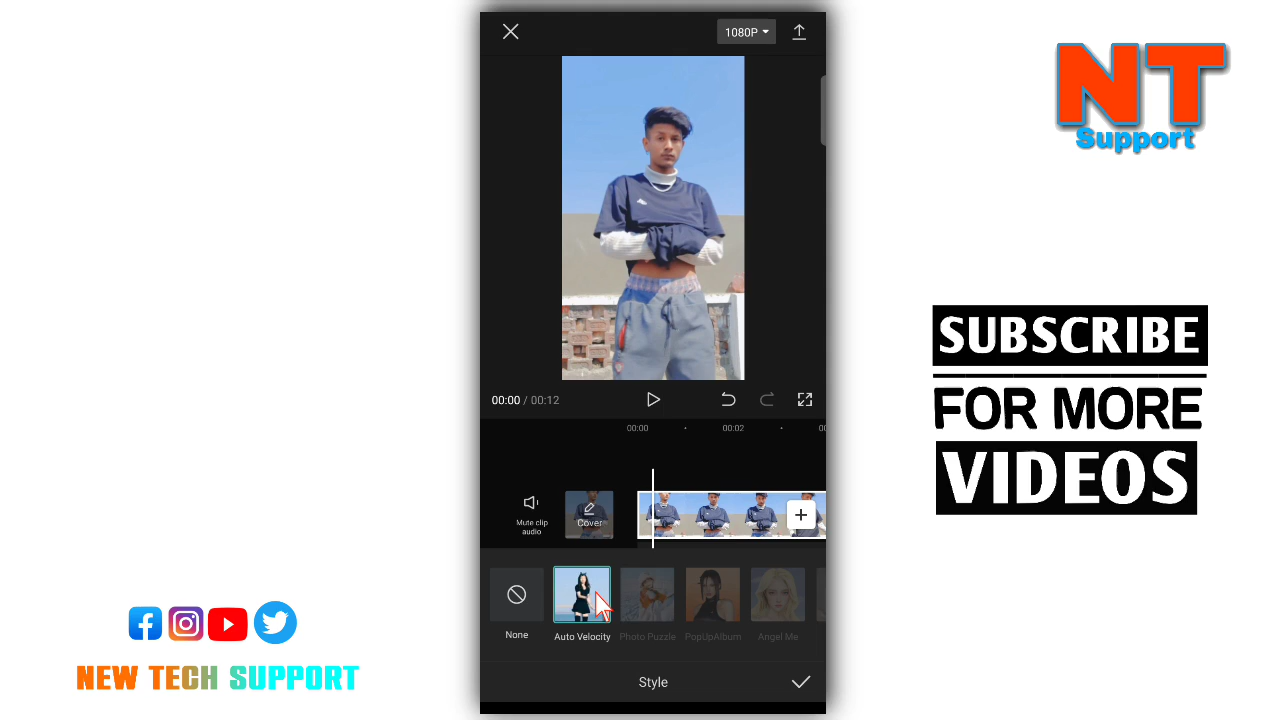 1080P
NT
Support
SUBSCRIBE
FOR MORE
VIDEOS
00:00 / 00:12
00:00
00:02
Mute clip
audio
Cover
None
Auto Velocity
Photo Puzzle
PopUpAlbum
Angel Me
Style
NEW TECH SUPPORT